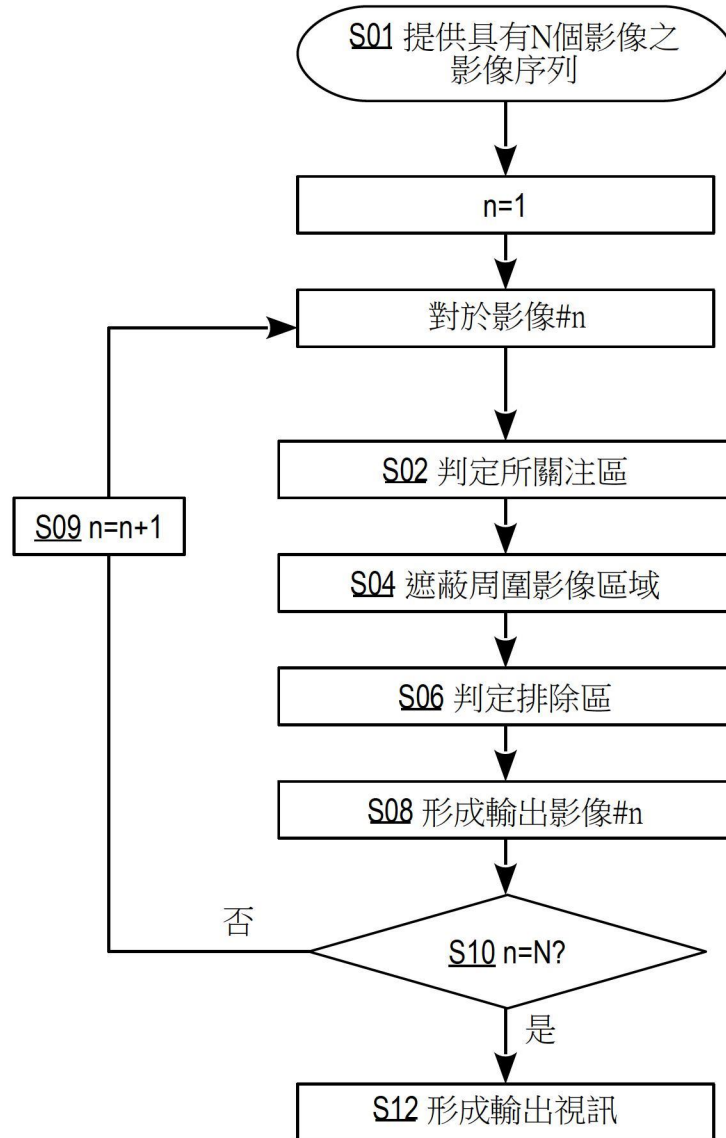 S01 提供具有N個影像之
影像序列
n=1
對於影像#n
S02 判定所關注區
S09 n=n+1
S04 遮蔽周圍影像區域
S06 判定排除區
S08 形成輸出影像#n
否
S10 n=N?
是
S12 形成輸出視訊